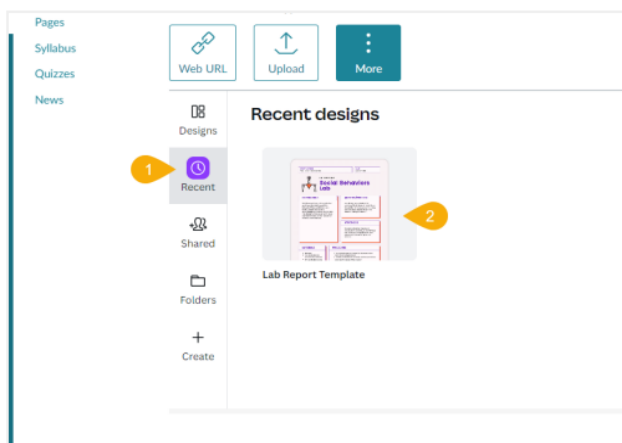 Pages
Syllabus
Quizzes
News
Web URL
Upload
More
Designs
Recent
Shared
Folders
Create
Recent designs
1
Social Behaviors
Lab
2
Lab Report Template